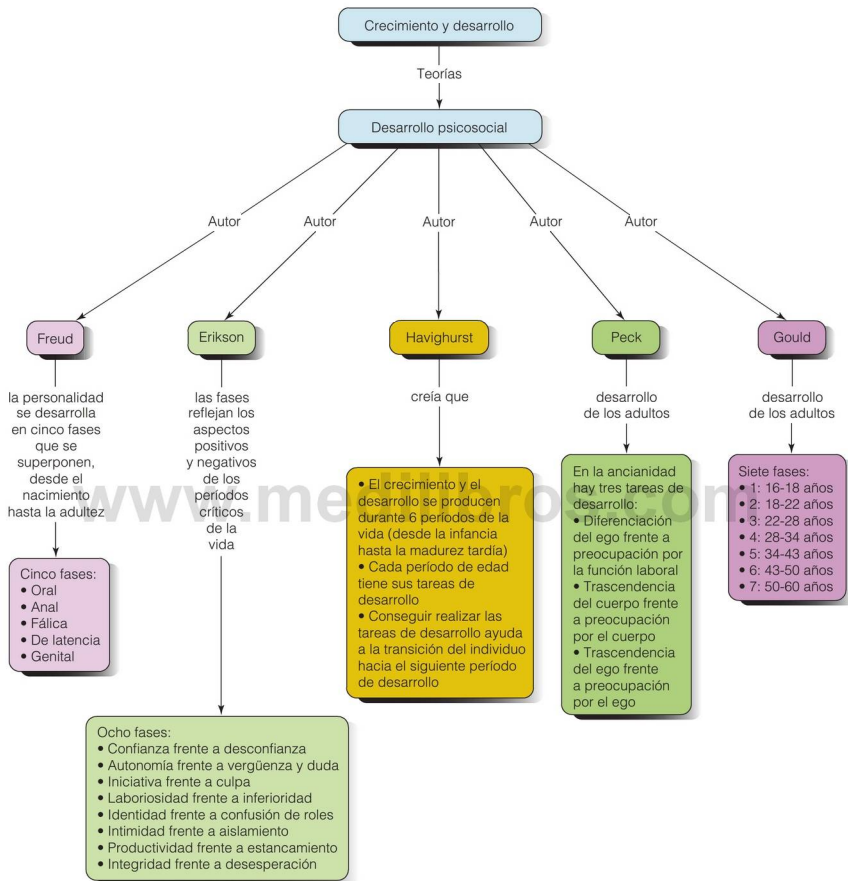 Crecimiento y desarrollo
Teorías
Desarrollo psicosocial
Autor
Autor
Autor
Autor
Autor
Freud
Erikson
Havighurst
Peck
Gould
la personalidad
se desarrolla
en cinco fases
que se
superponen,
desde el
nacimiento
hasta la adultez
las fases
reflejan los
aspectos
positivos
y negativos
de los
períodos
críticos
de la
vida
creía que
desarrollo
de los adultos
desarrollo
de los adultos
Cinco fases:
• Oral
• Anal
• Fálica
• De latencia
• Genital
Ocho fases:
• Confianza frente a desconfianza
• Autonomía frente a vergüenza y duda
• Iniciativa frente a culpa
• Laboriosidad frente a inferioridad
• Identidad frente a confusión de roles
• Intimidad frente a aislamiento
• Productividad frente a estancamiento
• Integridad frente a desesperación
• El crecimiento y el
desarrollo se producen
durante 6 períodos de la
vida (desde la infancia
hasta la madurez tardía)
• Cada período de edad
tiene sus tareas de
desarrollo
• Conseguir realizar las
tareas de desarrollo ayuda
a la transición del individuo
hacia el siguiente período
de desarrollo
En la ancianidad
hay tres tareas de
desarrollo:
• Diferenciación
del ego frente a
preocupación por
la función laboral
• Trascendencia
del cuerpo frente
a preocupación
por el cuerpo
• Trascendencia
del ego frente
a preocupación
por el ego
Siete fases:
• 1: 16-18 años
• 2: 18-22 años
• 3: 22-28 años
• 4: 28-34 años
• 5: 34-43 años
• 6: 43-50 años
• 7: 50-60 años
www.medilibros.com